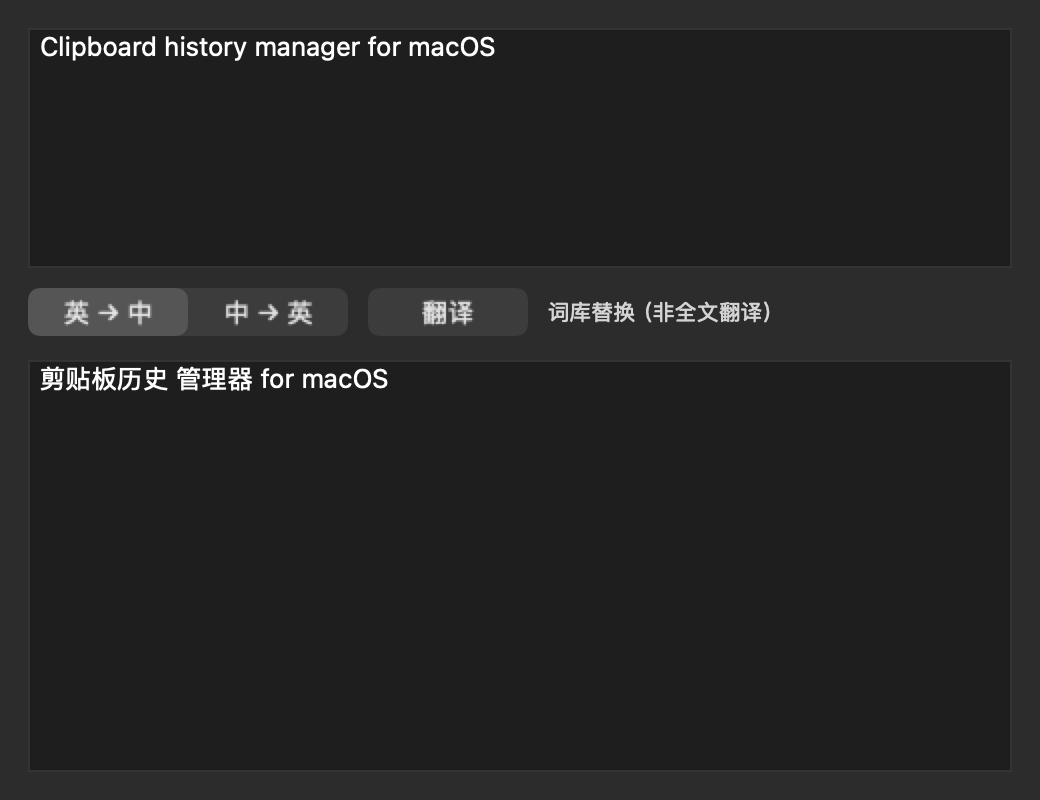 Clipboard history manager for macOS
英 → 中 中 → 英 翻译 词库替换 (非全文翻译)
剪贴板历史 管理器 for macOS